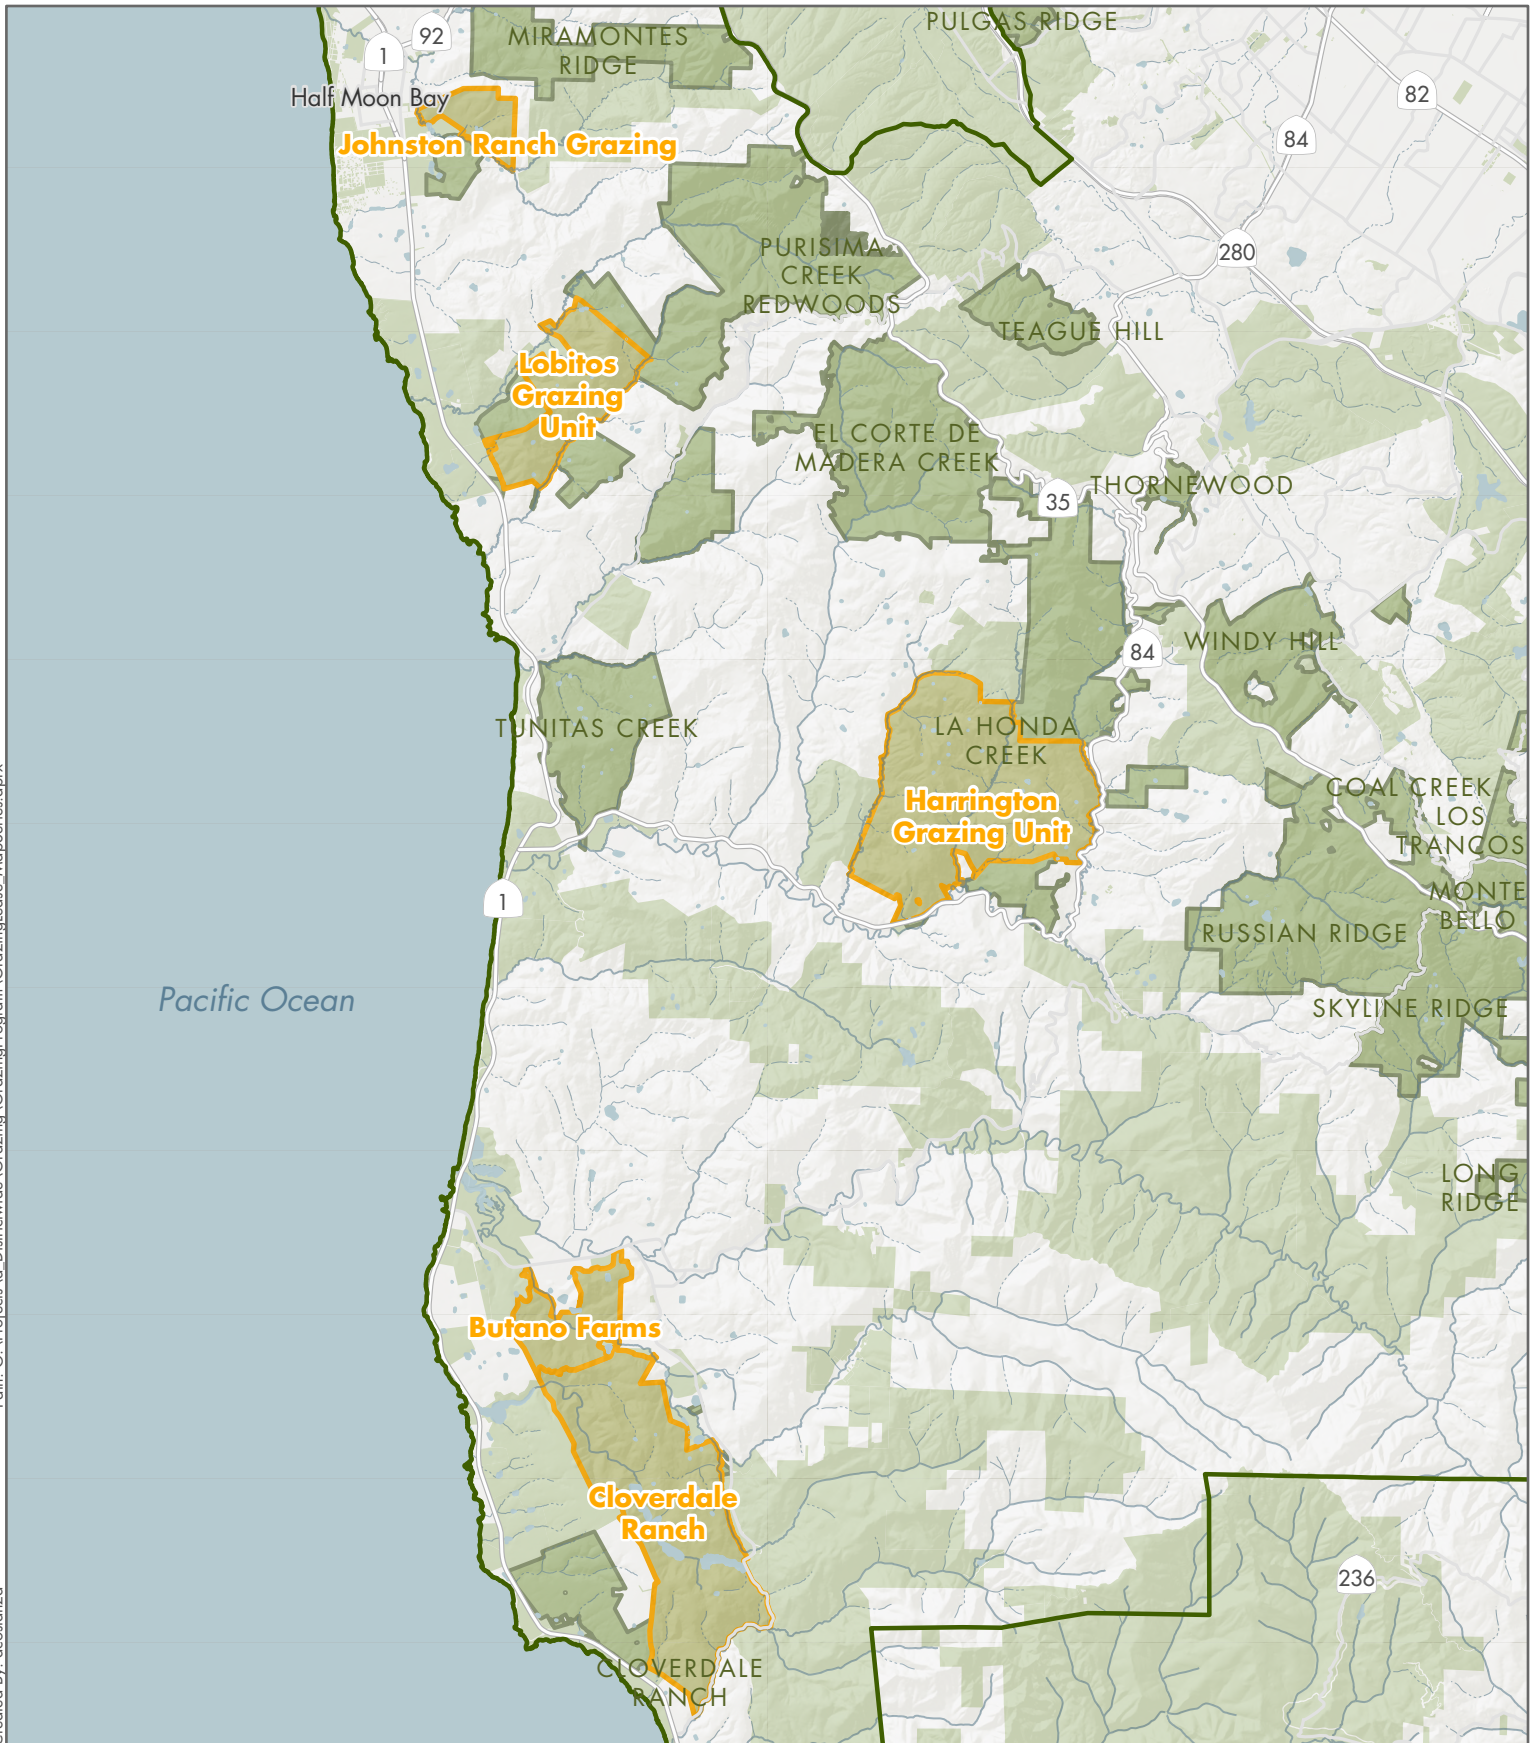 PULGAS RIDGE
92
MIRAMONTES
RIDGE
1
Half Moon Bay
82
84
Johnston Ranch Grazing
PURISIMA
CREEK
REDWOODS
280
TEAGUE HILL
Lobitos
Grazing
Unit
EL CORTE DE
MADERA CREEK
35
THORNEWOOD
84
WINDY HILL
TUNITAS CREEK
LA HONDA
CREEK
Harrington
Grazing Unit
COAL CREEK
LOS
TRANCOS
MONTE
BELLO
1
RUSSIAN RIDGE
Pacific Ocean
SKYLINE RIDGE
LONG
RIDGE
Butano Farms
Cloverdale
Ranch
236
CLOVERDALE
RANCH